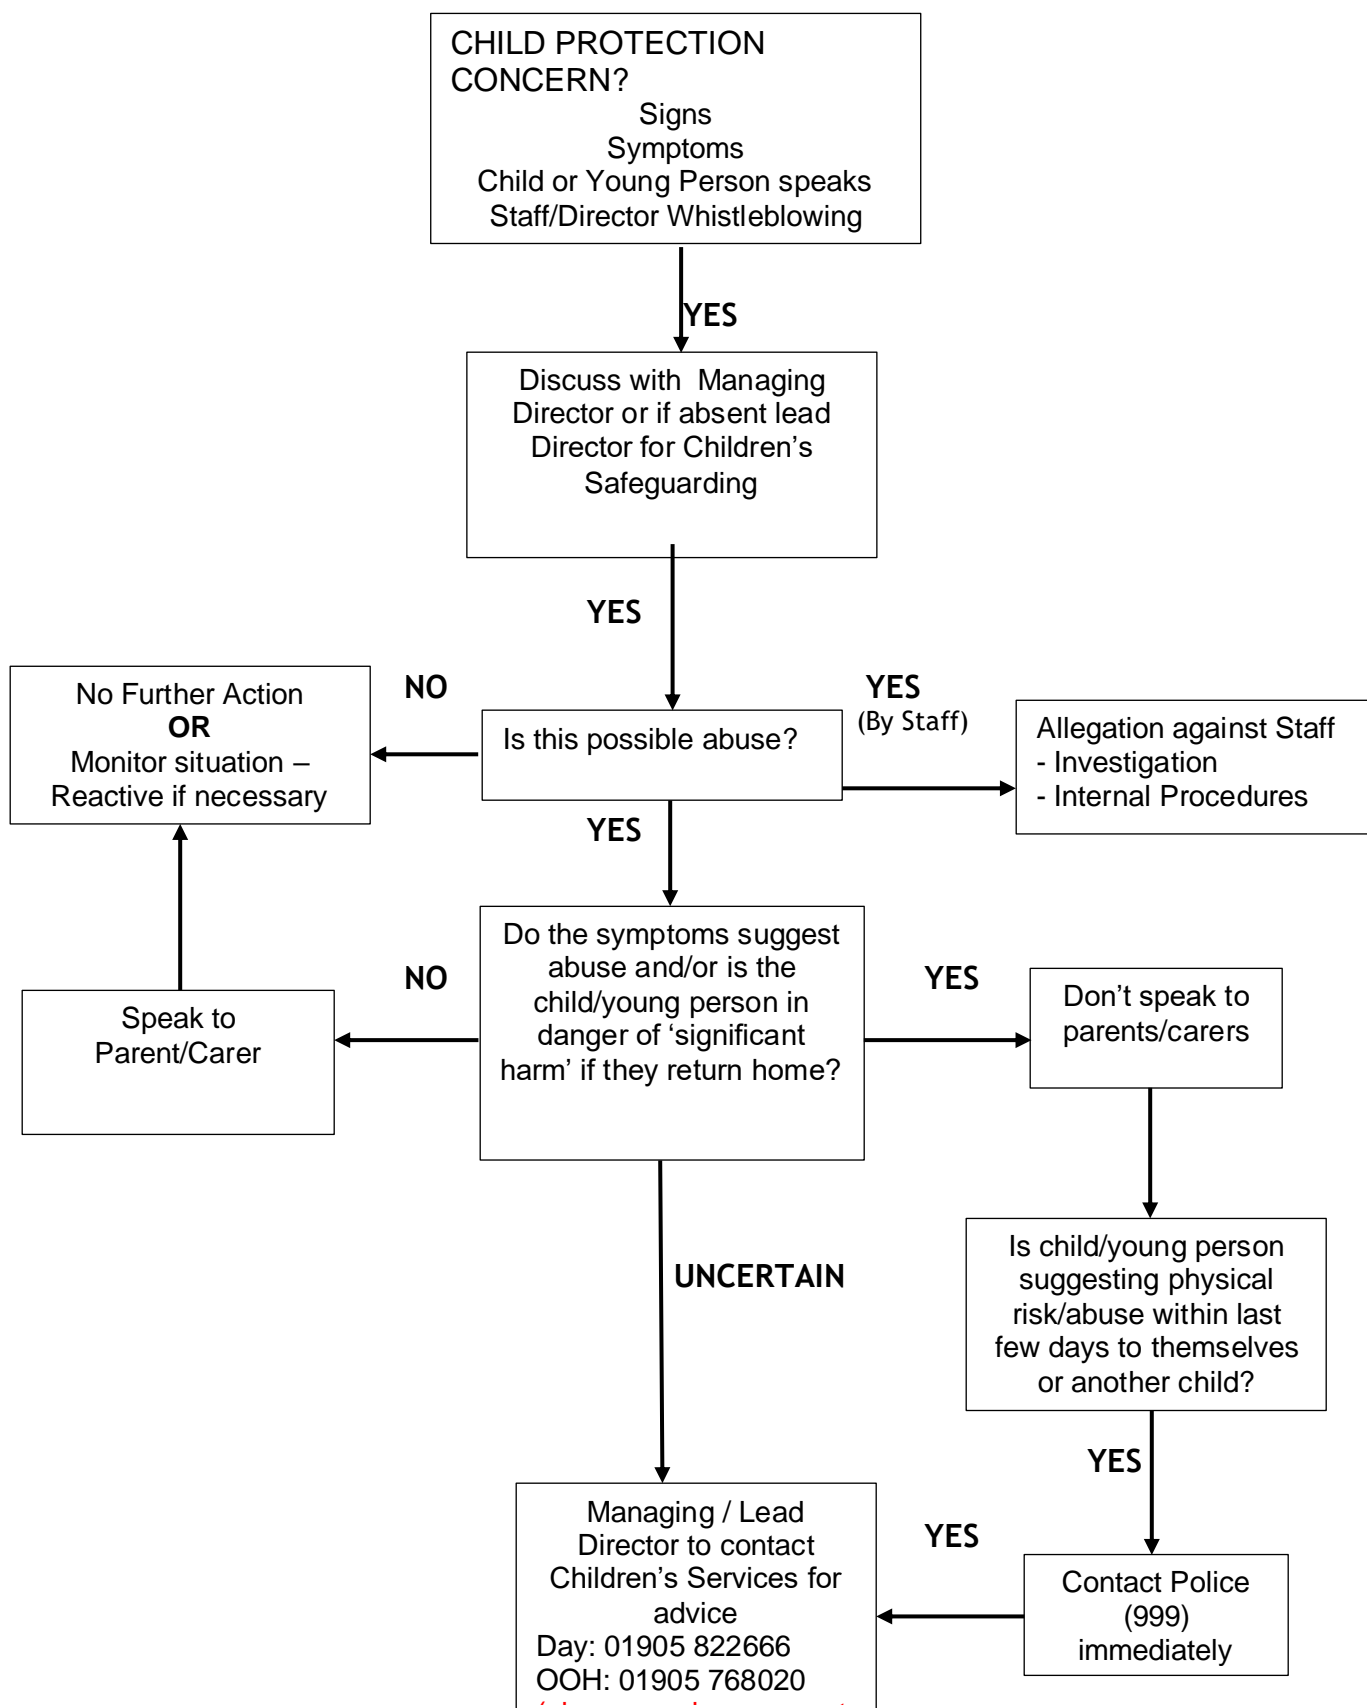 CHILD PROTECTION
CONCERN?
Signs
Symptoms
Child or Young Person speaks
Staff/Director Whistleblowing
YES
Discuss with  Managing
Director or if absent lead
Director for Children’s
Safeguarding
YES
No Further Action
OR
Monitor situation –
Reactive if necessary
NO
Is this possible abuse?
YES
(By Staff)
Allegation against Staff
- Investigation
- Internal Procedures
YES
Do the symptoms suggest
abuse and/or is the
child/young person in
danger of ‘significant
harm’ if they return home?
NO
Speak to
Parent/Carer
YES
Don’t speak to
parents/carers
UNCERTAIN
Is child/young person
suggesting physical
risk/abuse within last
few days to themselves
or another child?
YES
Contact Police
(999)
immediately
YES
Managing / Lead
Director to contact
Children’s Services for
advice
Day: 01905 822666
OOH: 01905 768020